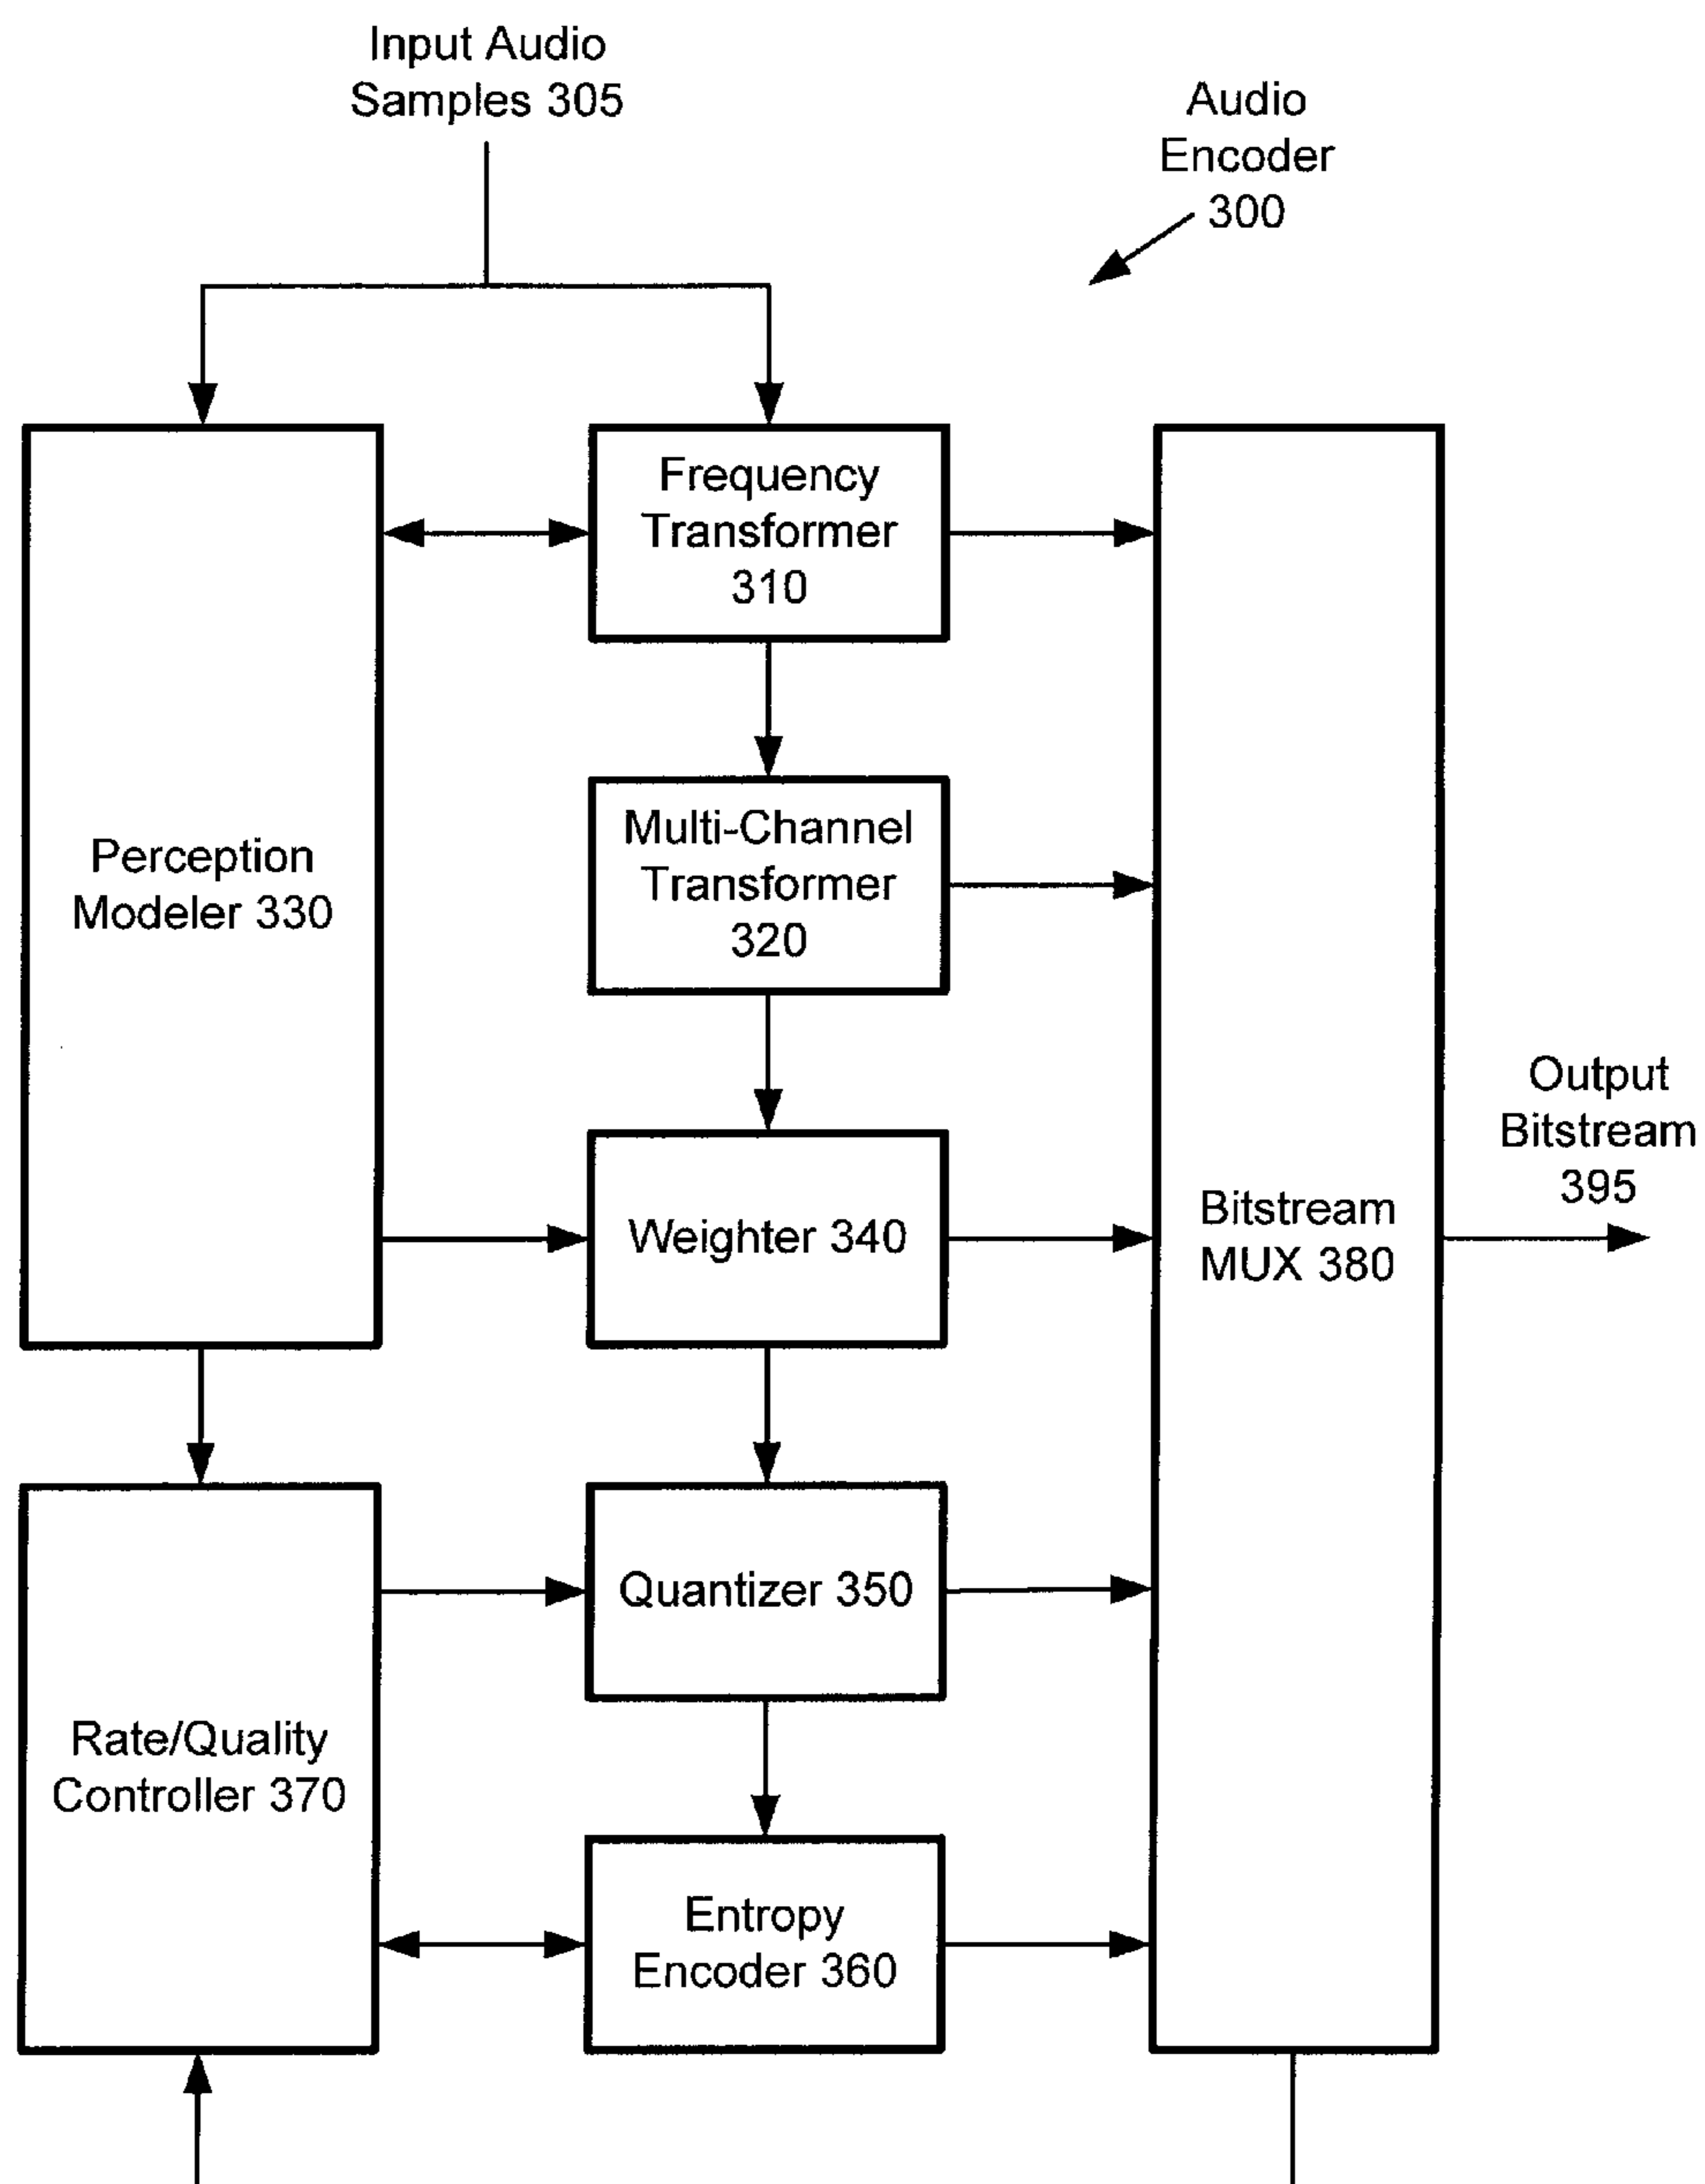 Input Audio
Samples 305
Audio
Encoder
300
Frequency
Transformer
310
Multi-Channel
Transformer
320
Perception
Modeler 330
Output
Bitstream
395
Weighter 340
Bitstream
MUX 380
Quantizer 350
Rate/Quality
Controller 370
Entropy
Encoder 360